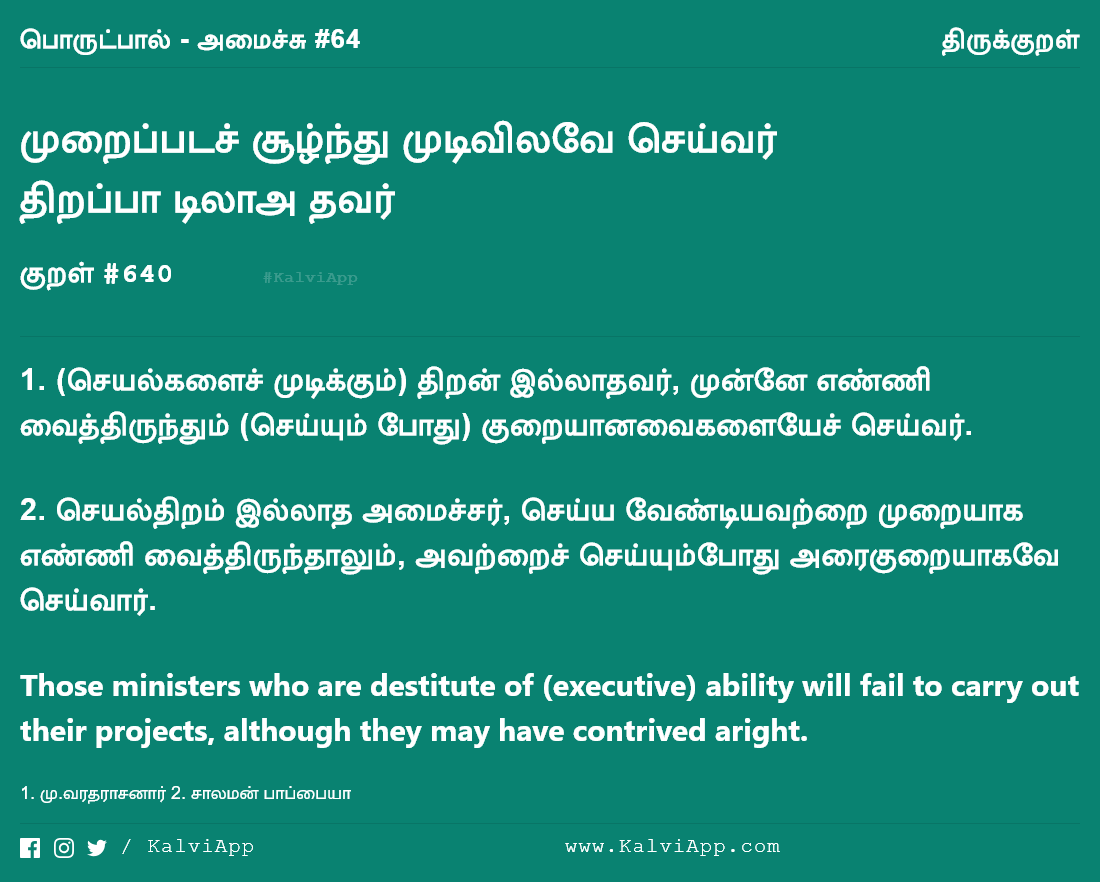 பொருட்பால் - அமைச்சு #64
திருக்குறள்
முறைப்படச் சூழ்ந்து முடிவிலவே செய்வர்
திறப்பா டிலாஅ தவர்
குறள் #640
#KalviApp
1. (செயல்களைச் முடிக்கும்) திறன் இல்லாதவர், முன்னே எண்ணி
வைத்திருந்தும் (செய்யும் போது) குறையானவைகளையேச் செய்வர்.
2. செயல்திறம் இல்லாத அமைச்சர், செய்ய வேண்டியவற்றை முறையாக
எண்ணி வைத்திருந்தாலும், அவற்றைச் செய்யும்போது அரைகுறையாகவே
செய்வார்.
Those ministers who are destitute of (executive) ability will fail to carry out
their projects, although they may have contrived aright.
1. மு.வரதராசனார் 2. சாலமன் பாப்பையா
/ KalviApp
www.KalviApp.com